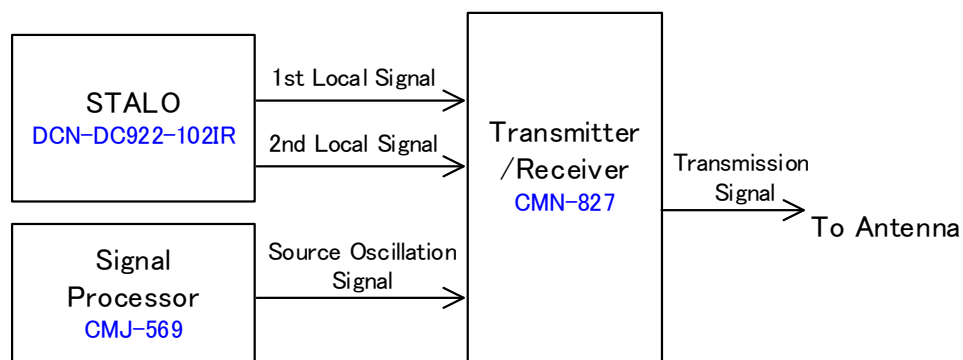 STALO
DCN-DC922-102IR
1st Local Signal
2nd Local Signal
Signal
Processor
CMJ-569
Source Oscillation
Signal
Transmitter
/Receiver
CMN-827
Transmission
Signal
To Antenna